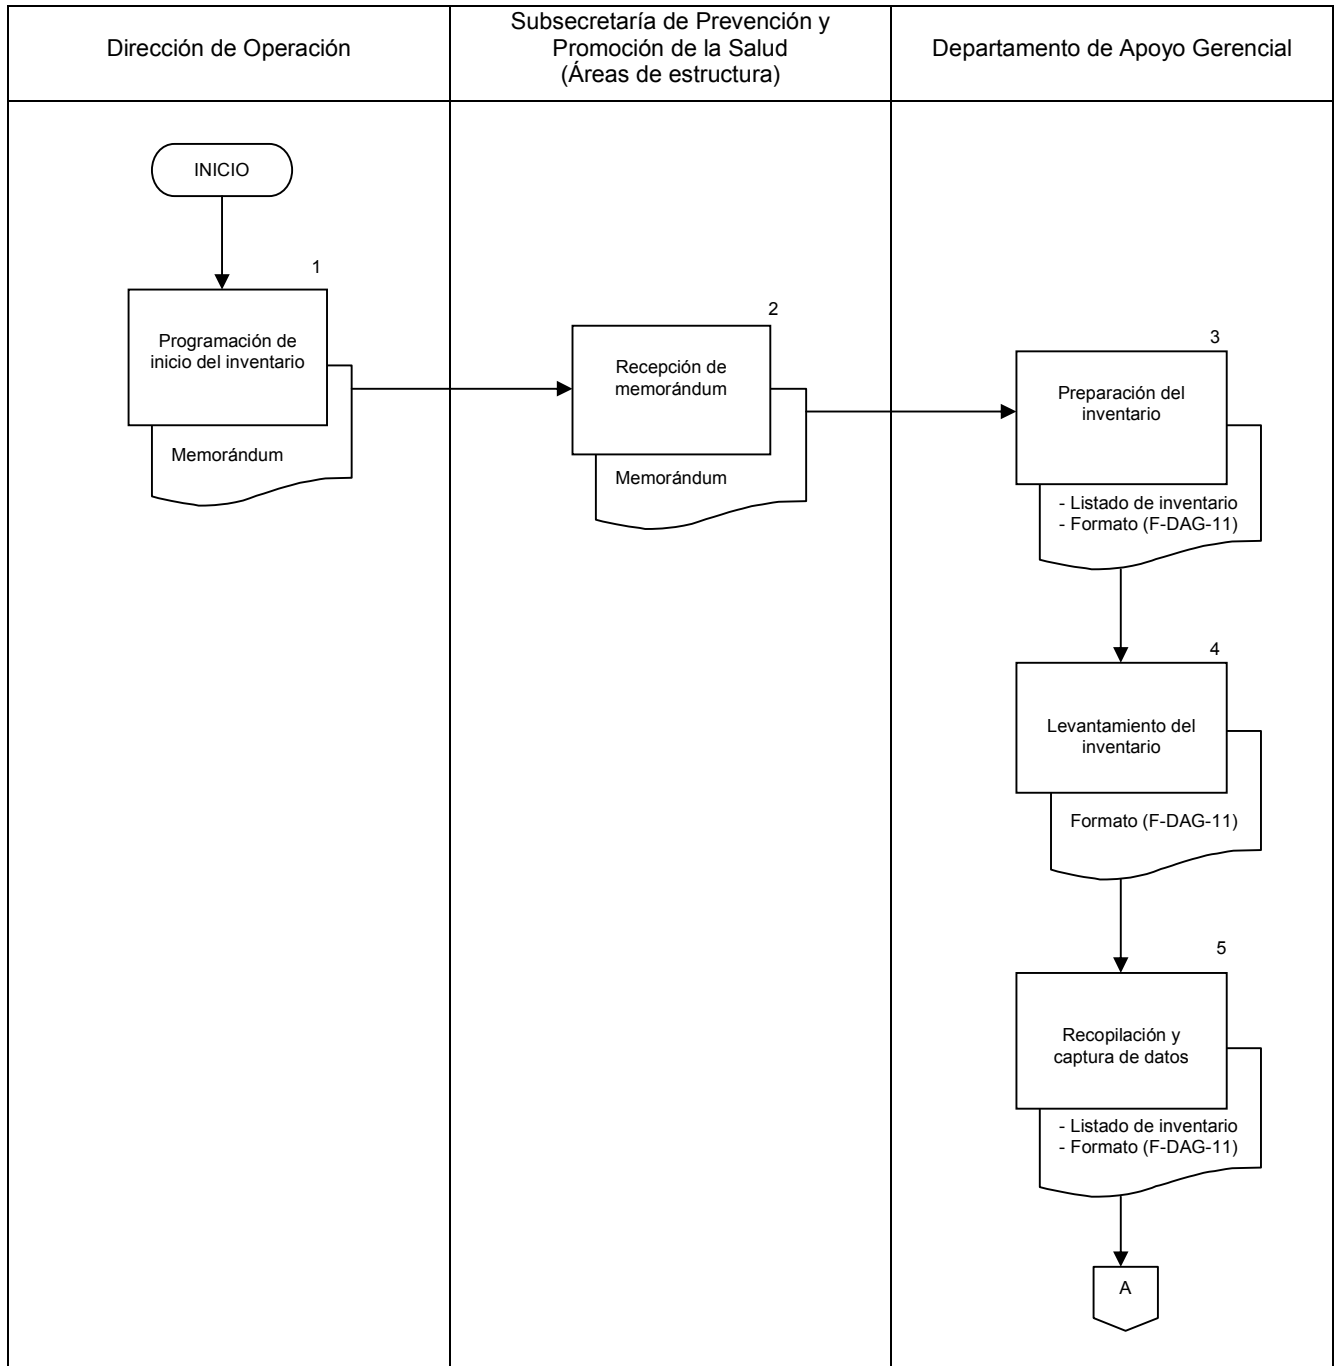 Dirección de Operación
Subsecretaría de Prevención y
Promoción de la Salud
(Áreas de estructura)
Departamento de Apoyo Gerencial
INICIO
1
Programación de
inicio del inventario
Memorándum
2
Recepción de
memorándum
Memorándum
3
Preparación del
inventario
- Listado de inventario
- Formato (F-DAG-11)
4
Levantamiento del
inventario
Formato (F-DAG-11)
5
Recopilación y
captura de datos
- Listado de inventario
- Formato (F-DAG-11)
A